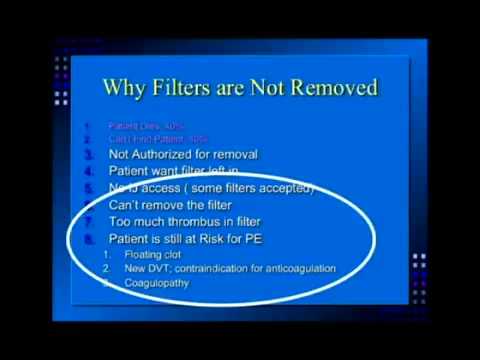 Why Filters are Not Removed
1. Patient Dies, 40%
2. Can't Find Patient, 40%
3. Not Authorized for removal
4. Patient want filter left in
5. No IJ access ( some filters accepted)
6. Can't remove the filter
7. Too much thrombus in filter
8. Patient is still at Risk for PE
1. Floating clot
2. New DVT; contraindication for anticoagulation
3. Coagulopathy